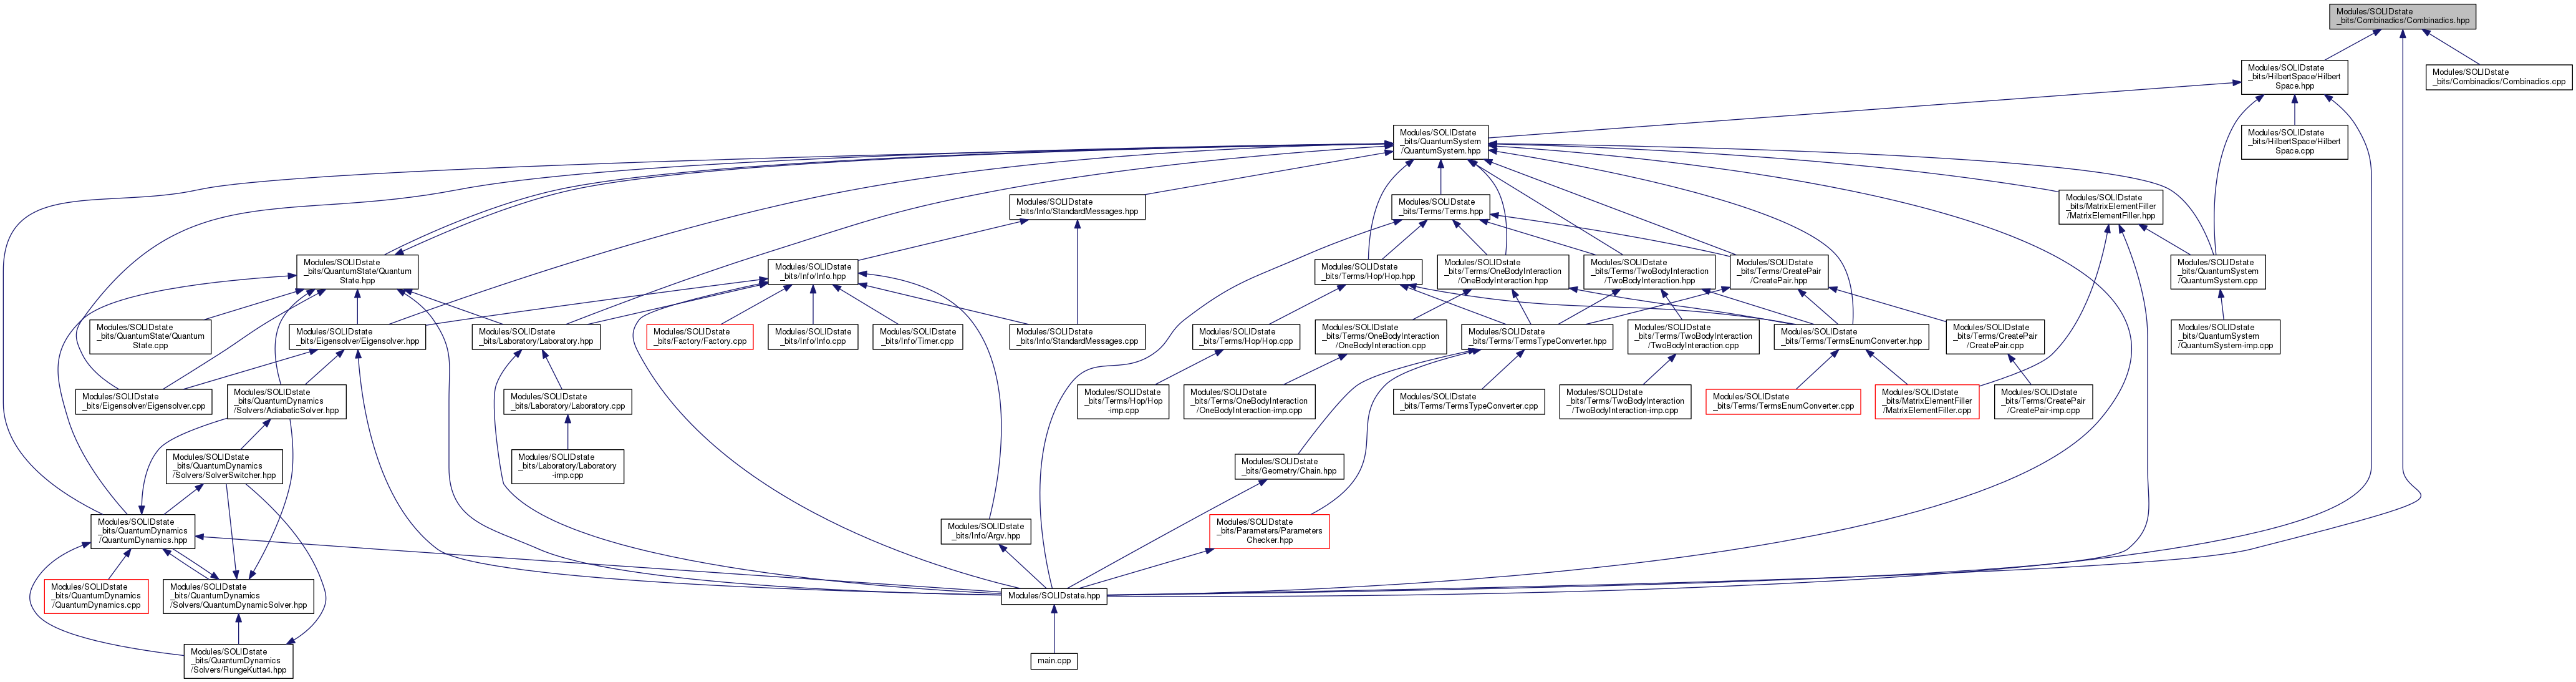 Modules/SOLIDstate
_bits/Combinadics/Combinadics.hpp
Modules/SOLIDstate
_bits/HilbertSpace/Hilbert
Space.hpp
Modules/SOLIDstate
_bits/Combinadics/Combinadics.cpp
Modules/SOLIDstate
_bits/QuantumSystem
/QuantumSystem.hpp
Modules/SOLIDstate
_bits/HilbertSpace/Hilbert
Space.cpp
Modules/SOLIDstate
_bits/Info/StandardMessages.hpp
Modules/SOLIDstate
_bits/Terms/Terms.hpp
Modules/SOLIDstate
_bits/MatrixElementFiller
/MatrixElementFiller.hpp
Modules/SOLIDstate
_bits/QuantumState/Quantum
State.hpp
Modules/SOLIDstate
_bits/Info/Info.hpp
Modules/SOLIDstate
_bits/Terms/Hop/Hop.hpp
Modules/SOLIDstate
_bits/Terms/OneBodyInteraction
/OneBodyInteraction.hpp
Modules/SOLIDstate
_bits/Terms/TwoBodyInteraction
/TwoBodyInteraction.hpp
Modules/SOLIDstate
_bits/Terms/CreatePair
/CreatePair.hpp
Modules/SOLIDstate
_bits/QuantumSystem
/QuantumSystem.cpp
Modules/SOLIDstate
_bits/QuantumState/Quantum
State.cpp
Modules/SOLIDstate
_bits/Eigensolver/Eigensolver.hpp
Modules/SOLIDstate
_bits/Laboratory/Laboratory.hpp
Modules/SOLIDstate
_bits/Factory/Factory.cpp
Modules/SOLIDstate
_bits/Info/Info.cpp
Modules/SOLIDstate
_bits/Info/Timer.cpp
Modules/SOLIDstate
_bits/Info/StandardMessages.cpp
Modules/SOLIDstate
_bits/Terms/Hop/Hop.cpp
Modules/SOLIDstate
_bits/Terms/OneBodyInteraction
/OneBodyInteraction.cpp
Modules/SOLIDstate
_bits/Terms/TermsTypeConverter.hpp
Modules/SOLIDstate
_bits/Terms/TwoBodyInteraction
/TwoBodyInteraction.cpp
Modules/SOLIDstate
_bits/Terms/TermsEnumConverter.hpp
Modules/SOLIDstate
_bits/Terms/CreatePair
/CreatePair.cpp
Modules/SOLIDstate
_bits/QuantumSystem
/QuantumSystem-imp.cpp
Modules/SOLIDstate
_bits/Eigensolver/Eigensolver.cpp
Modules/SOLIDstate
_bits/QuantumDynamics
/Solvers/AdiabaticSolver.hpp
Modules/SOLIDstate
_bits/Laboratory/Laboratory.cpp
Modules/SOLIDstate
_bits/Terms/Hop/Hop
-imp.cpp
Modules/SOLIDstate
_bits/Terms/OneBodyInteraction
/OneBodyInteraction-imp.cpp
Modules/SOLIDstate
_bits/Terms/TermsTypeConverter.cpp
Modules/SOLIDstate
_bits/Terms/TwoBodyInteraction
/TwoBodyInteraction-imp.cpp
Modules/SOLIDstate
_bits/Terms/TermsEnumConverter.cpp
Modules/SOLIDstate
_bits/MatrixElementFiller
/MatrixElementFiller.cpp
Modules/SOLIDstate
_bits/Terms/CreatePair
/CreatePair-imp.cpp
Modules/SOLIDstate
_bits/QuantumDynamics
/Solvers/SolverSwitcher.hpp
Modules/SOLIDstate
_bits/Laboratory/Laboratory
-imp.cpp
Modules/SOLIDstate
_bits/Geometry/Chain.hpp
Modules/SOLIDstate
_bits/QuantumDynamics
/QuantumDynamics.hpp
Modules/SOLIDstate
_bits/Info/Argv.hpp
Modules/SOLIDstate
_bits/Parameters/Parameters
Checker.hpp
Modules/SOLIDstate
_bits/QuantumDynamics
/QuantumDynamics.cpp
Modules/SOLIDstate
_bits/QuantumDynamics
/Solvers/QuantumDynamicSolver.hpp
Modules/SOLIDstate.hpp
Modules/SOLIDstate
_bits/QuantumDynamics
/Solvers/RungeKutta4.hpp
main.cpp